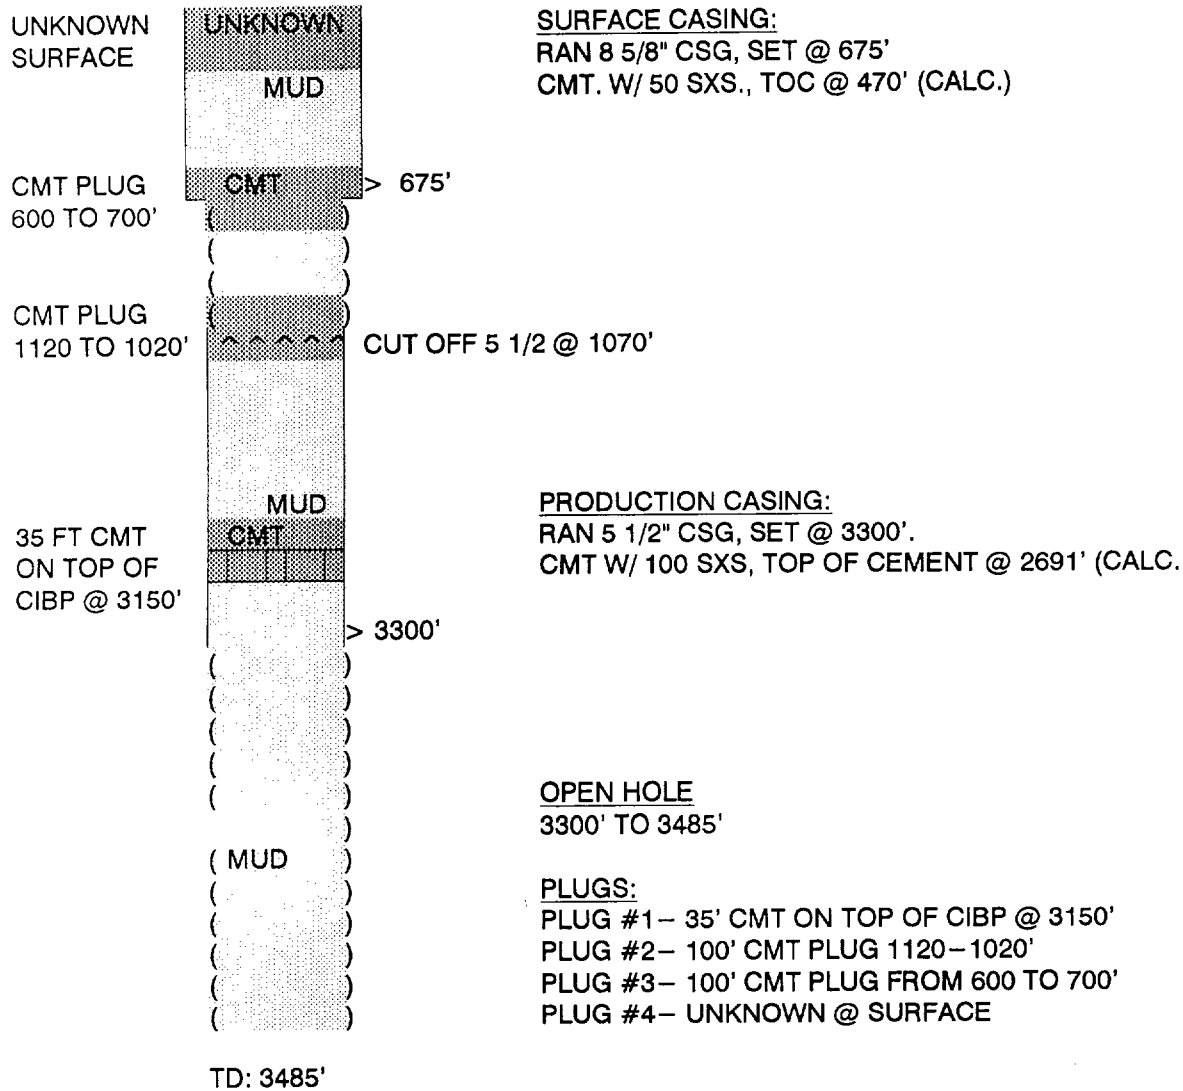 UNKNOWN
SURFACE
UNKNOWN
MUD
SURFACE CASING:
RAN 8 5/8" CSG, SET @ 675'
CMT. W/ 50 SXS., TOC @ 470' (CALC.)
CMT PLUG
600 TO 700'
CMT
> 675'
CMT PLUG
1120 TO 1020'
CUT OFF 5 1/2 @ 1070'
MUD
CMT
35 FT CMT
ON TOP OF
CIBP @ 3150'
PRODUCTION CASING:
RAN 5 1/2" CSG, SET @ 3300'.
CMT W/ 100 SXS, TOP OF CEMENT @ 2691' (CALC.
> 3300'
OPEN HOLE
3300' TO 3485'
MUD
PLUGS:
PLUG #1– 35' CMT ON TOP OF CIBP @ 3150'
PLUG #2– 100' CMT PLUG 1120–1020'
PLUG #3– 100' CMT PLUG FROM 600 TO 700'
PLUG #4– UNKNOWN @ SURFACE
TD: 3485'